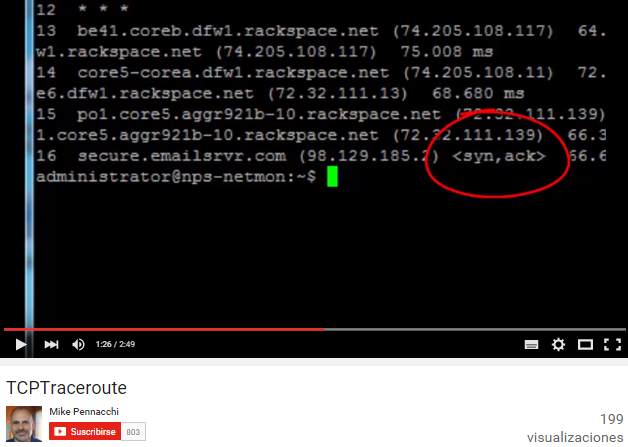 12  * * *
13  be41.coreb.dfw1.rackspace.net (74.205.108.117)  64.
w1.rackspace.net (74.205.108.117)  75.008 ms
14  core5-corea.dfw1.rackspace.net (74.205.108.11)  72.
e6.dfw1.rackspace.net (72.32.111.13)  68.680 ms
15  po1.core5.aggr921b-10.rackspace.net (72.32.111.139)
1.core5.aggr921b-10.rackspace.net (72.32.111.139)  66.3
16  secure.emailsrvr.com (98.129.185.2) <syn,ack>  66.6
administrator@nps-netmon:~$
1:26 / 2:49
TCPTraceroute
Mike Pennacchi
Suscribirse 803
199
visualizaciones